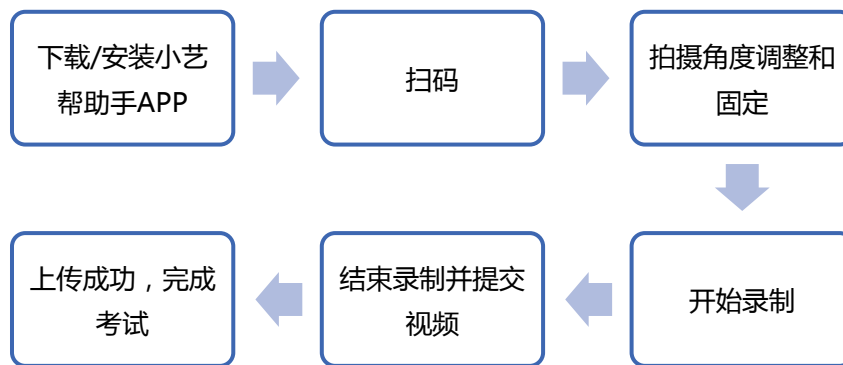 下载/安装小艺
帮助手APP
扫码
拍摄角度调整和
固定
开始录制
结束录制并提交
视频
上传成功，完成
考试